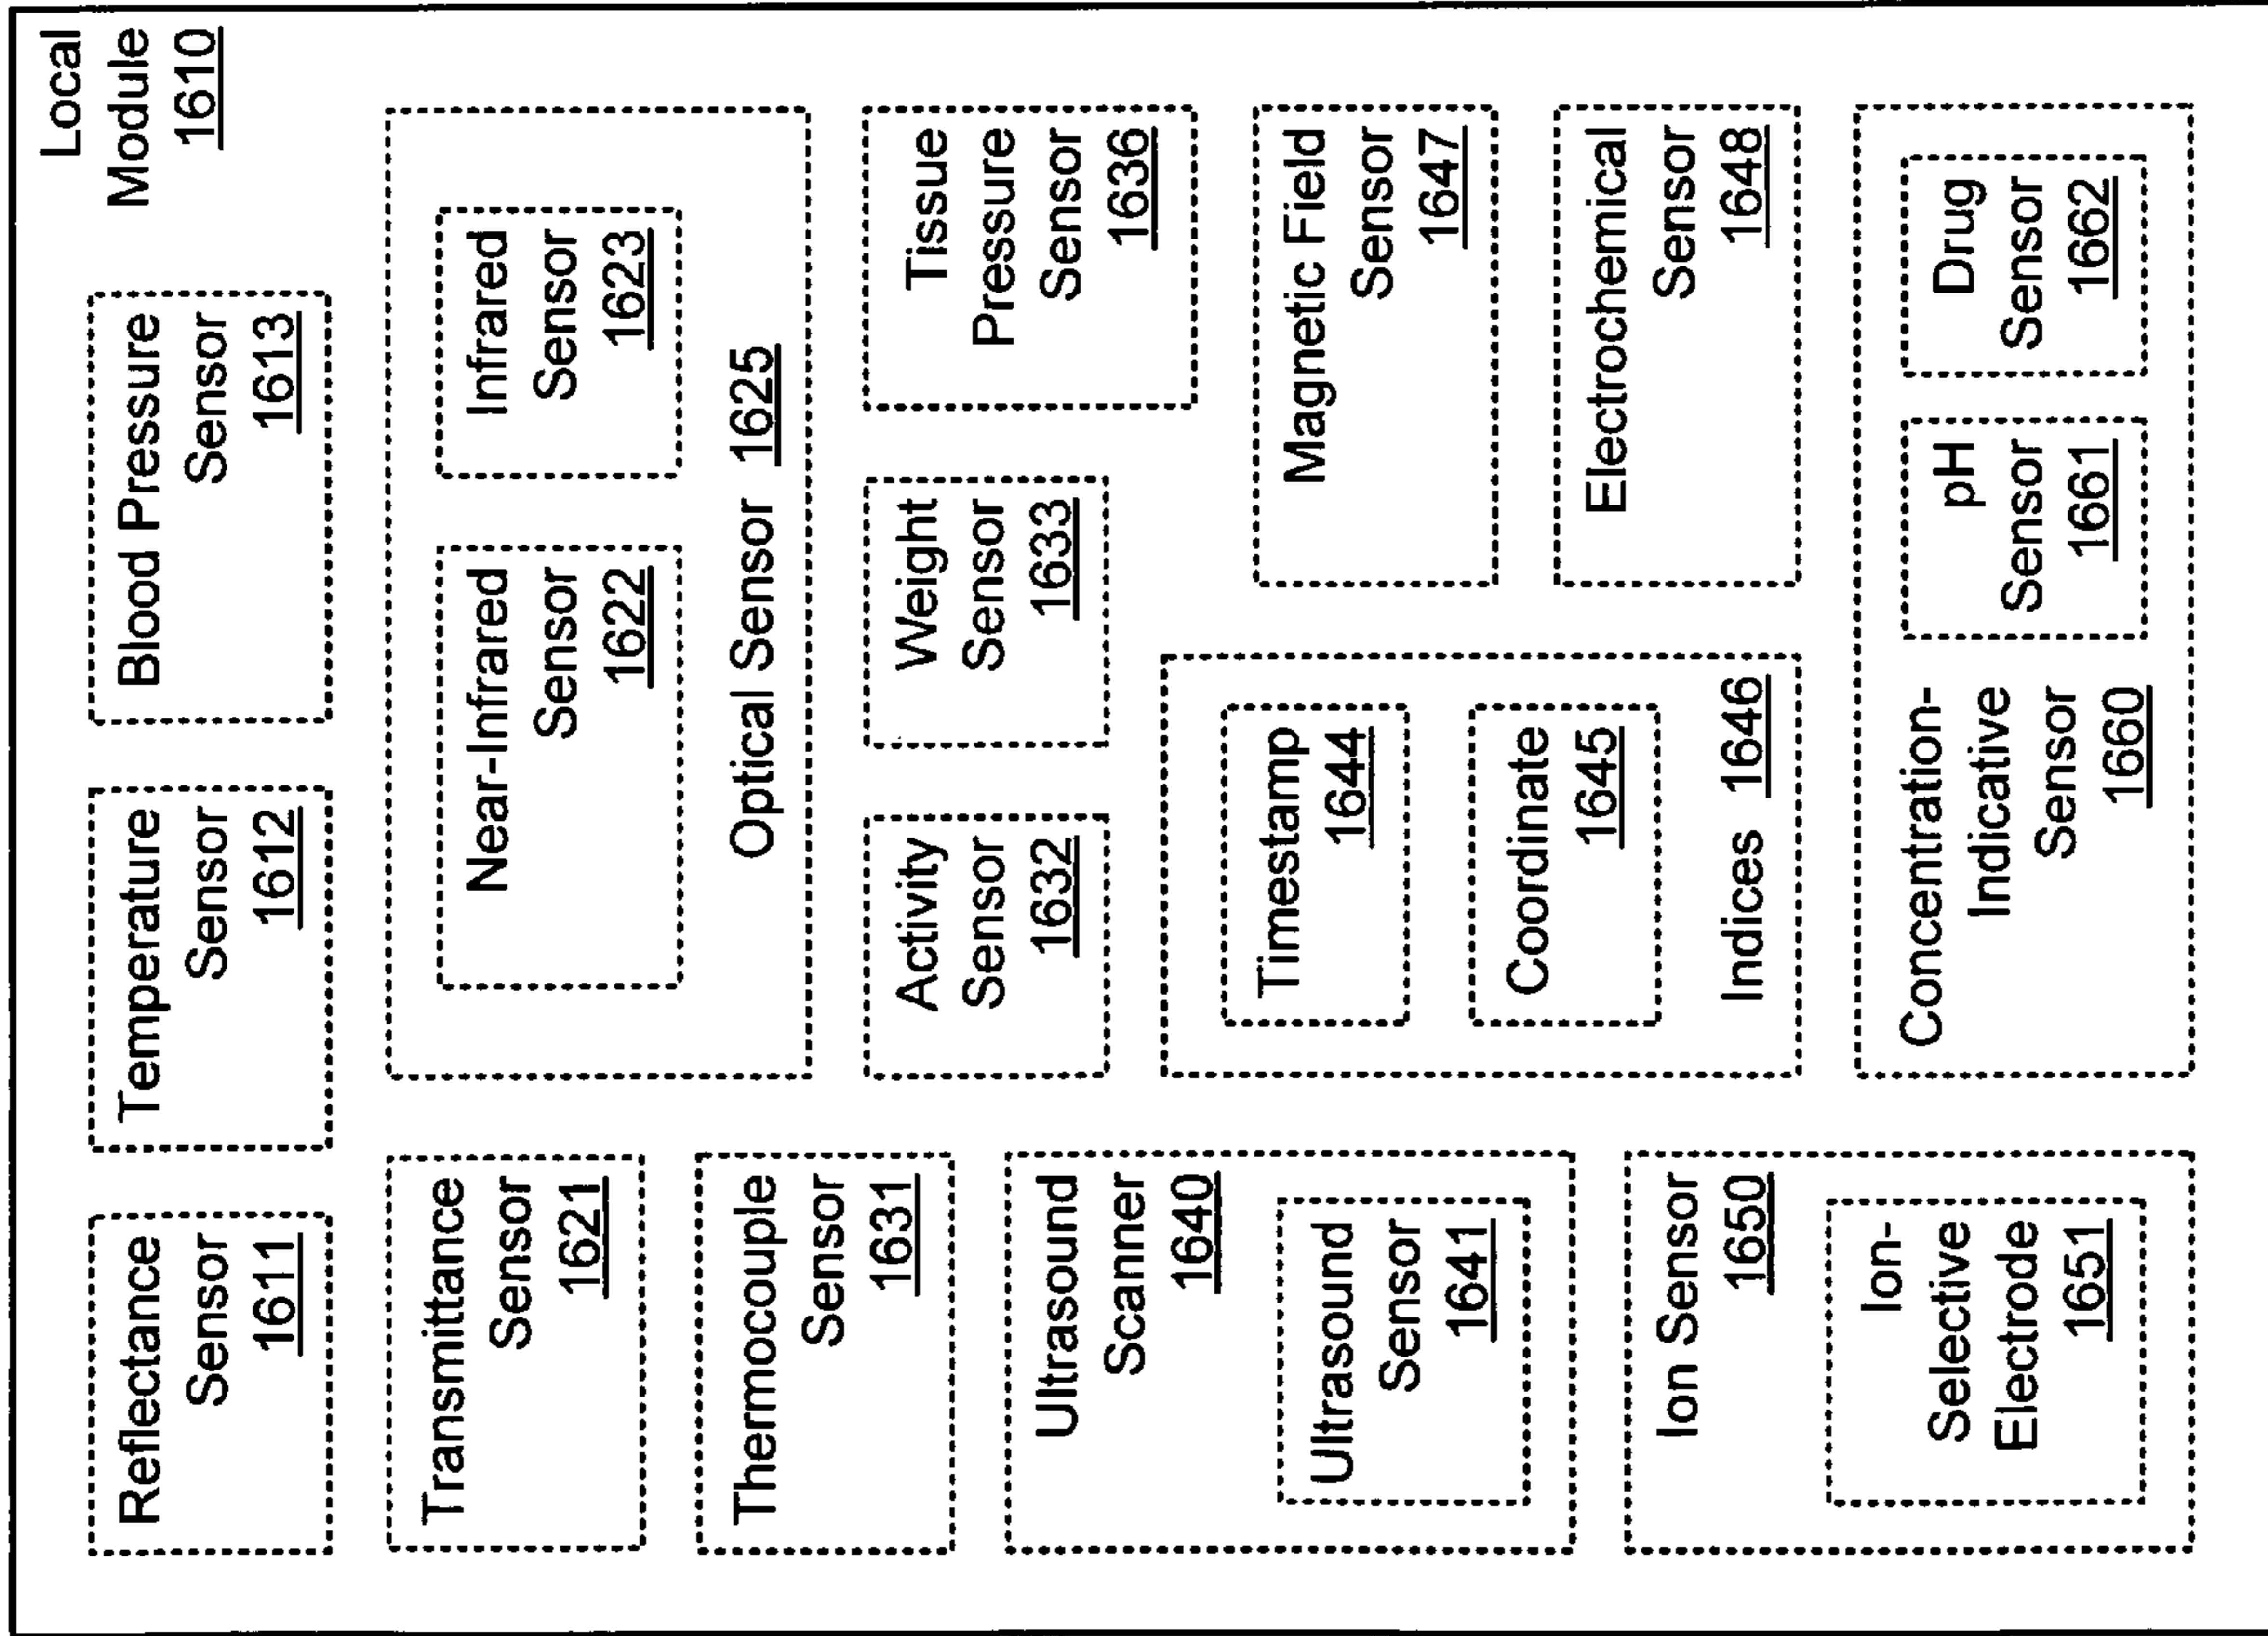 Local
Module
1610
Reflectance
Sensor
1611
Temperature
Sensor
1612
Blood Pressure
Sensor
1613
Transmittance
Sensor
1621
Near-Infrared
Sensor
1622
Infrared
Sensor
1623
Optical Sensor 1625
Thermocouple
Sensor
1631
Activity
Sensor
1632
Weight
Sensor
1633
Tissue
Pressure
Sensor
1636
Ultrasound
Scanner
1640
Ultrasound
Sensor
1641
Timestamp
1644
Coordinate
1645
Indices 1646
Magnetic Field
Sensor
1647
Electrochemical
Sensor
1648
Ion Sensor
1650
Ion-
Selective
Electrode
1651
Concentration-
Indicative
Sensor
1660
pH
Sensor
1661
Drug
Sensor
1662